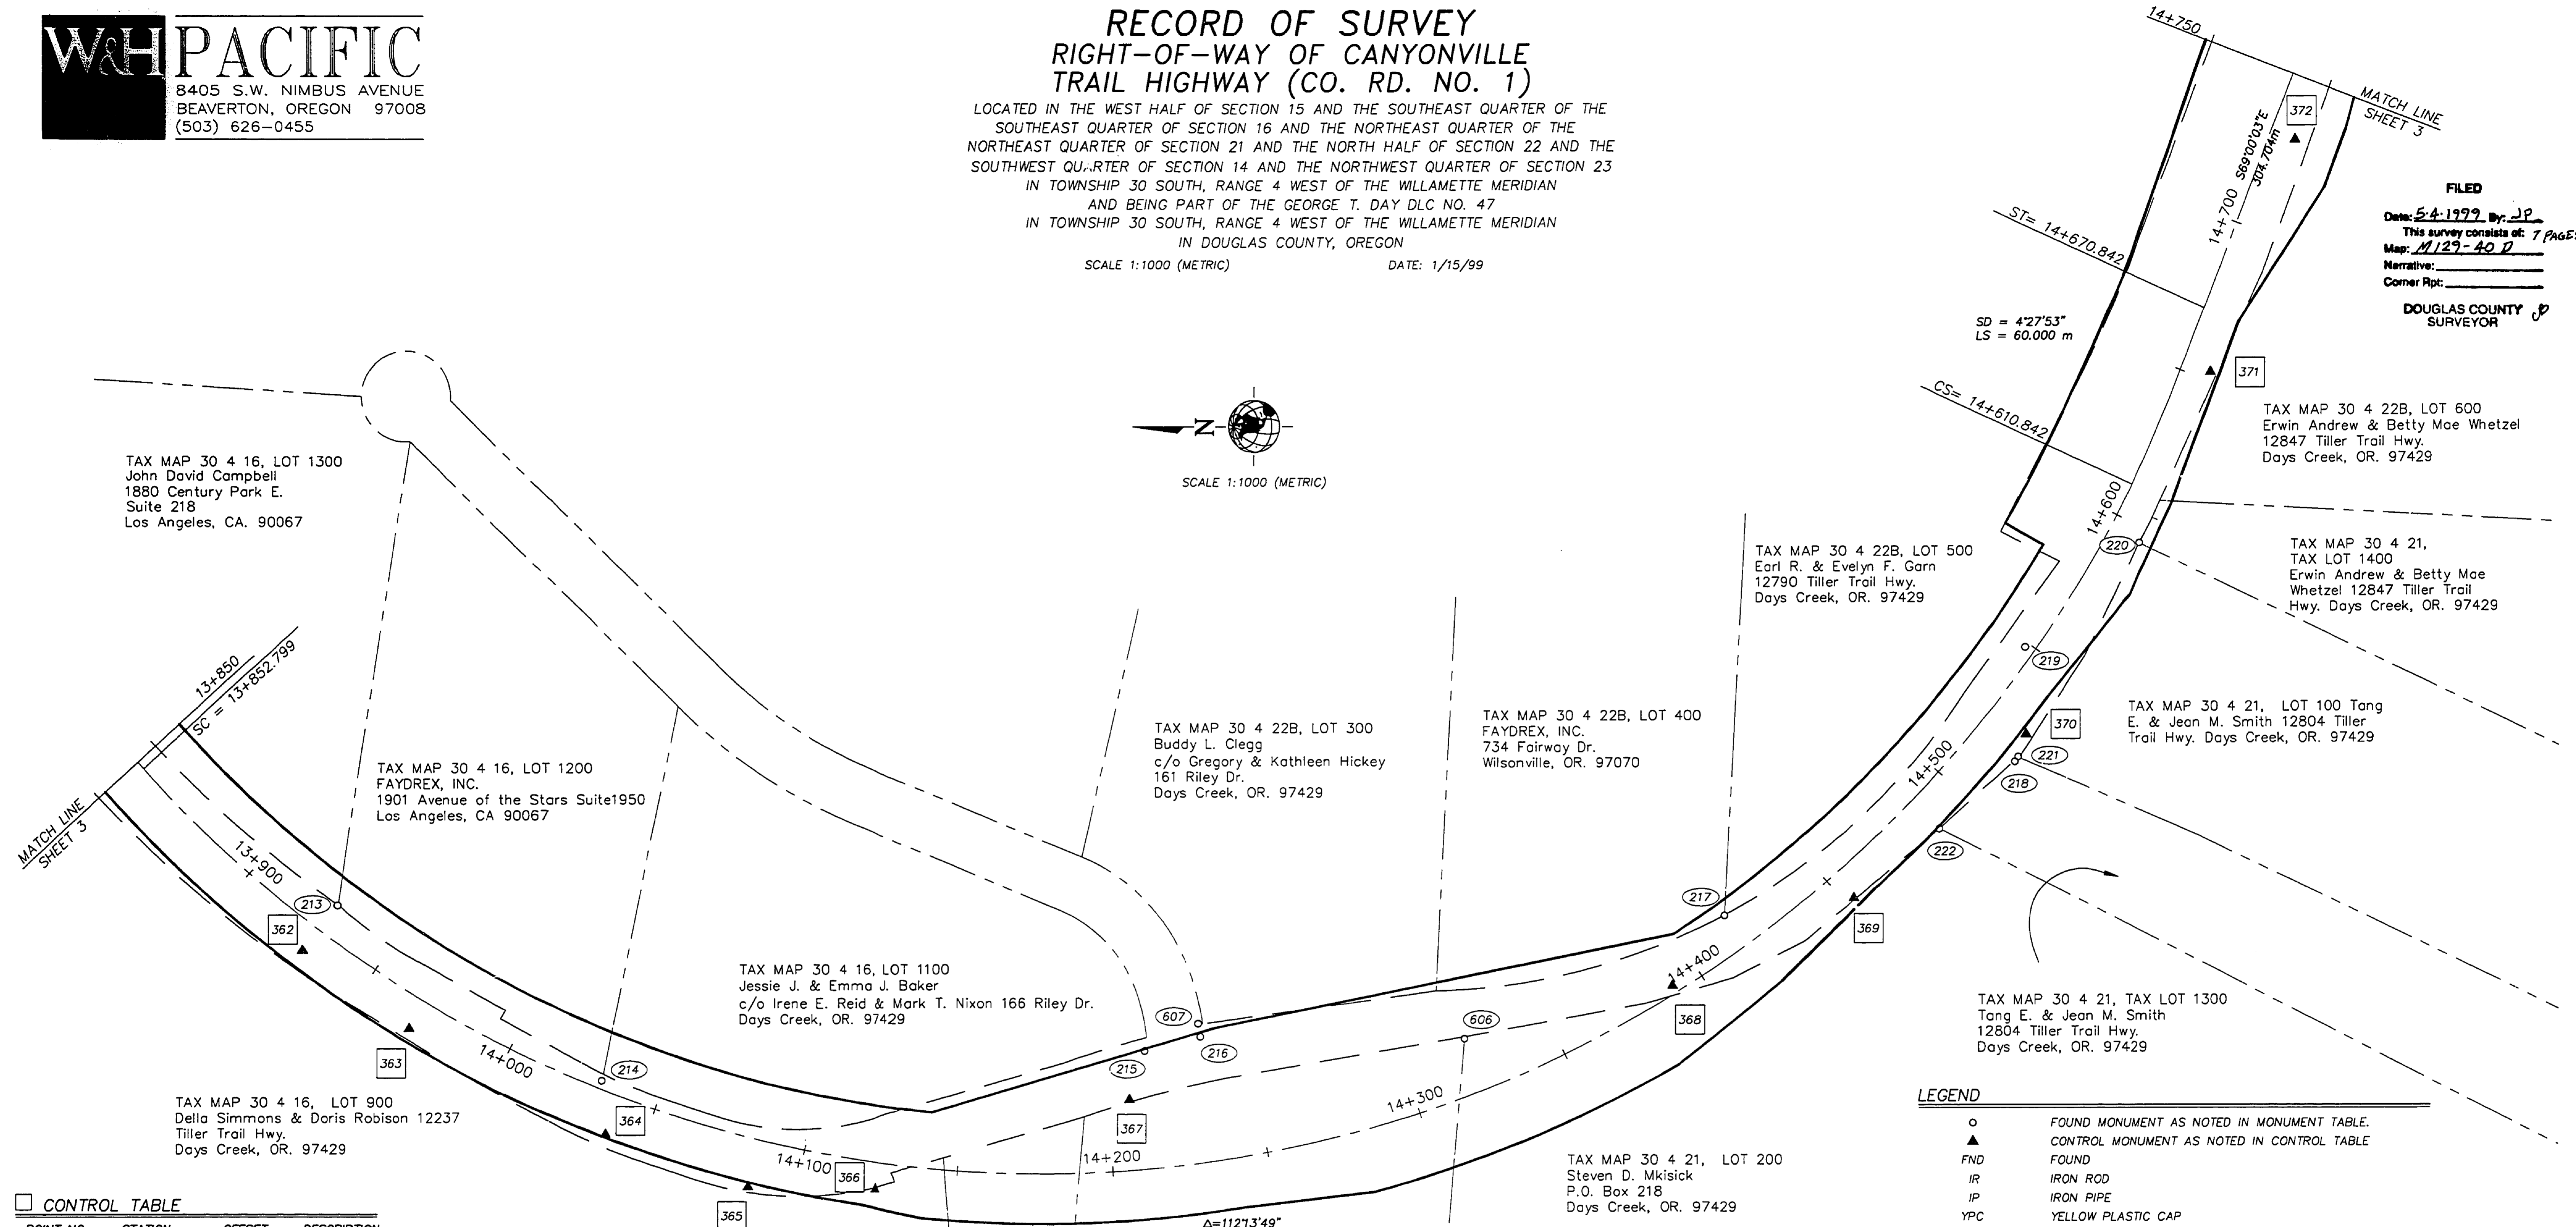 W&H PACIFIC
8405 S.W. NIMBUS AVENUE
BEAVERTON, OREGON 97008
(503) 626-0455
RECORD OF SURVEY
RIGHT-OF-WAY OF CANYONVILLE
TRAIL HIGHWAY (CO. RD. NO. 1)
LOCATED IN THE WEST HALF OF SECTION 15 AND THE SOUTHEAST QUARTER OF THE
SOUTHEAST QUARTER OF SECTION 16 AND THE NORTHEAST QUARTER OF THE
NORTHEAST QUARTER OF SECTION 21 AND THE NORTH HALF OF SECTION 22 AND THE
SOUTHWEST QUARTER OF SECTION 14 AND THE NORTHWEST QUARTER OF SECTION 23
IN TOWNSHIP 30 SOUTH, RANGE 4 WEST OF THE WILLAMETTE MERIDIAN
AND BEING PART OF THE GEORGE T. DAY DLC NO. 47
IN TOWNSHIP 30 SOUTH, RANGE 4 WEST OF THE WILLAMETTE MERIDIAN
IN DOUGLAS COUNTY, OREGON
SCALE 1:1000 (METRIC) DATE: 1/15/99
14+750
MATCH LINE
SHEET 3
372
S69°00'03"E
304.704m
14+700
FILED
Date: 5-4-1999 By: JP
This survey consists of: 7 PAGES
Map: M129-40 D
Narrative:
Corner Rpt:
DOUGLAS COUNTY
SURVEYOR
ST= 14+670.842
SD = 4°27'53"
LS = 60.000 m
371
CS= 14+610.842
TAX MAP 30 4 22B, LOT 600
Erwin Andrew & Betty Mae Whetzel
12847 Tiller Trail Hwy.
Days Creek, OR. 97429
N
SCALE 1:1000 (METRIC)
TAX MAP 30 4 16, LOT 1300
John David Campbell
1880 Century Park E.
Suite 218
Los Angeles, CA. 90067
14+600
220
TAX MAP 30 4 22B, LOT 500
Earl R. & Evelyn F. Garn
12790 Tiller Trail Hwy.
Days Creek, OR. 97429
TAX MAP 30 4 21,
TAX LOT 1400
Erwin Andrew & Betty Mae
Whetzel 12847 Tiller Trail
Hwy. Days Creek, OR. 97429
13+850
SC = 13+852.799
219
TAX MAP 30 4 21, LOT 100 Tang
E. & Jean M. Smith 12804 Tiller
Trail Hwy. Days Creek, OR. 97429
370
221
218
14+500
TAX MAP 30 4 22B, LOT 300
Buddy L. Clegg
c/o Gregory & Kathleen Hickey
161 Riley Dr.
Days Creek, OR. 97429
TAX MAP 30 4 22B, LOT 400
FAYDREX, INC.
734 Fairway Dr.
Wilsonville, OR. 97070
TAX MAP 30 4 16, LOT 1200
FAYDREX, INC.
1901 Avenue of the Stars Suite1950
Los Angeles, CA 90067
MATCH LINE
SHEET 3
13+900
222
213
217
362
369
14+400
TAX MAP 30 4 16, LOT 1100
Jessie J. & Emma J. Baker
c/o Irene E. Reid & Mark T. Nixon 166 Riley Dr.
Days Creek, OR. 97429
607
606
368
TAX MAP 30 4 21, TAX LOT 1300
Tang E. & Jean M. Smith
12804 Tiller Trail Hwy.
Days Creek, OR. 97429
216
363
14+000
214
215
14+300
TAX MAP 30 4 16, LOT 900
Della Simmons & Doris Robison 12237
Tiller Trail Hwy.
Days Creek, OR. 97429
364
367
14+100
14+200
366
365
TAX MAP 30 4 21, LOT 200
Steven D. Mkisick
P.O. Box 218
Days Creek, OR. 97429
LEGEND
FOUND MONUMENT AS NOTED IN MONUMENT TABLE.
CONTROL MONUMENT AS NOTED IN CONTROL TABLE
FND FOUND
IR IRON ROD
IP IRON PIPE
YPC YELLOW PLASTIC CAP
CONTROL TABLE
POINT NO. STATION OFFSET DESCRIPTION
Δ=112°13'49"